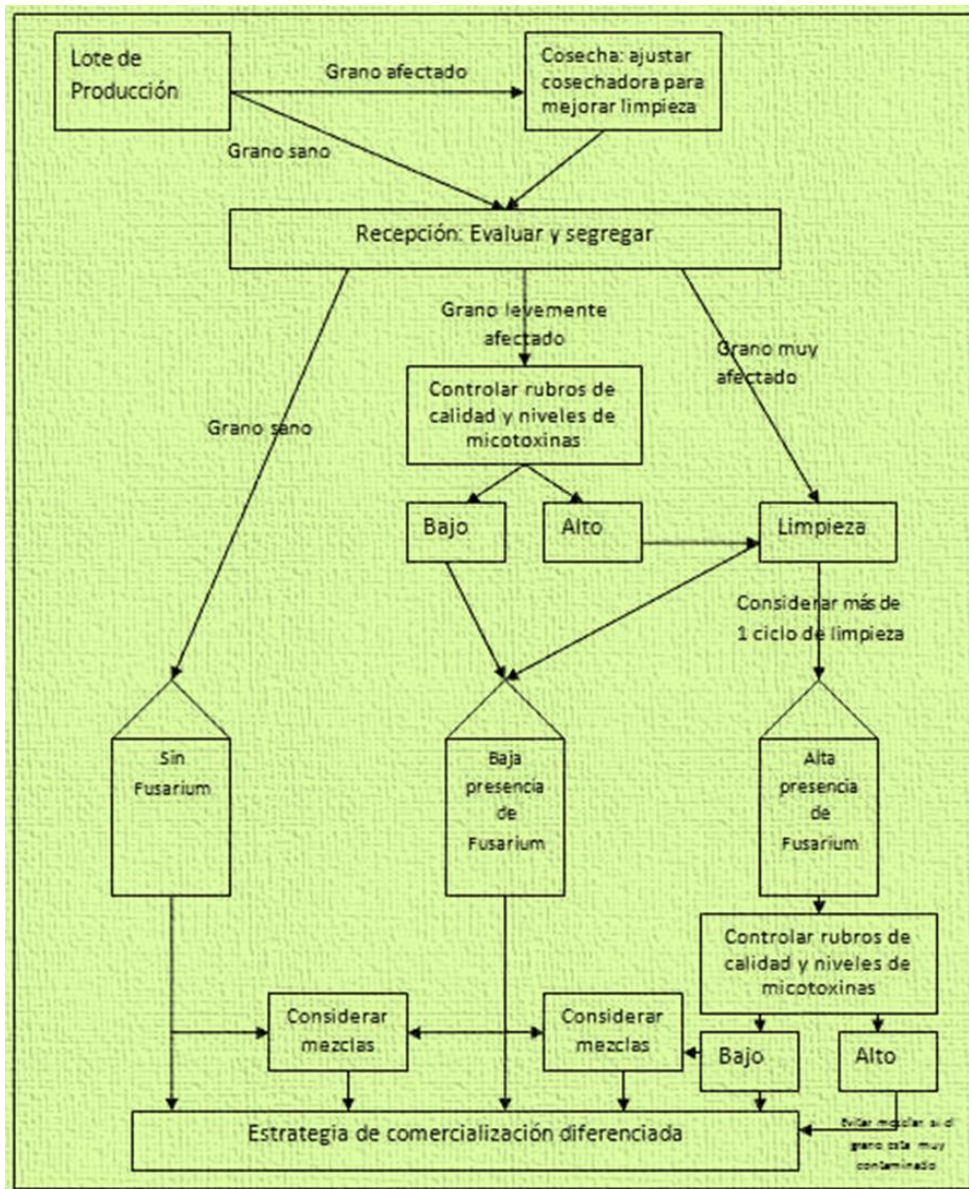 Lote de
Producción
Grano afectado
Cosecha: ajustar
cosechadora para
mejorar limpieza
Grano sano
Recepción: Evaluar y segregar
Grano levemente
afectado
Grano muy
afectado
Grano sano
Controlar rubros de
calidad y niveles de
micotoxinas
Bajo
Alto
Limpieza
Considerar más de
1 ciclo de limpieza
Sin
Fusarium
Baja
presencia
de
Fusarium
Alta
presencia
de
Fusarium
Controlar rubros de
calidad y niveles de
micotoxinas
Considerar
mezclas
Considerar
mezclas
Bajo
Alto
Estrategia de comercialización diferenciada
Evitar mezclar si el
grano esta muy
contaminado